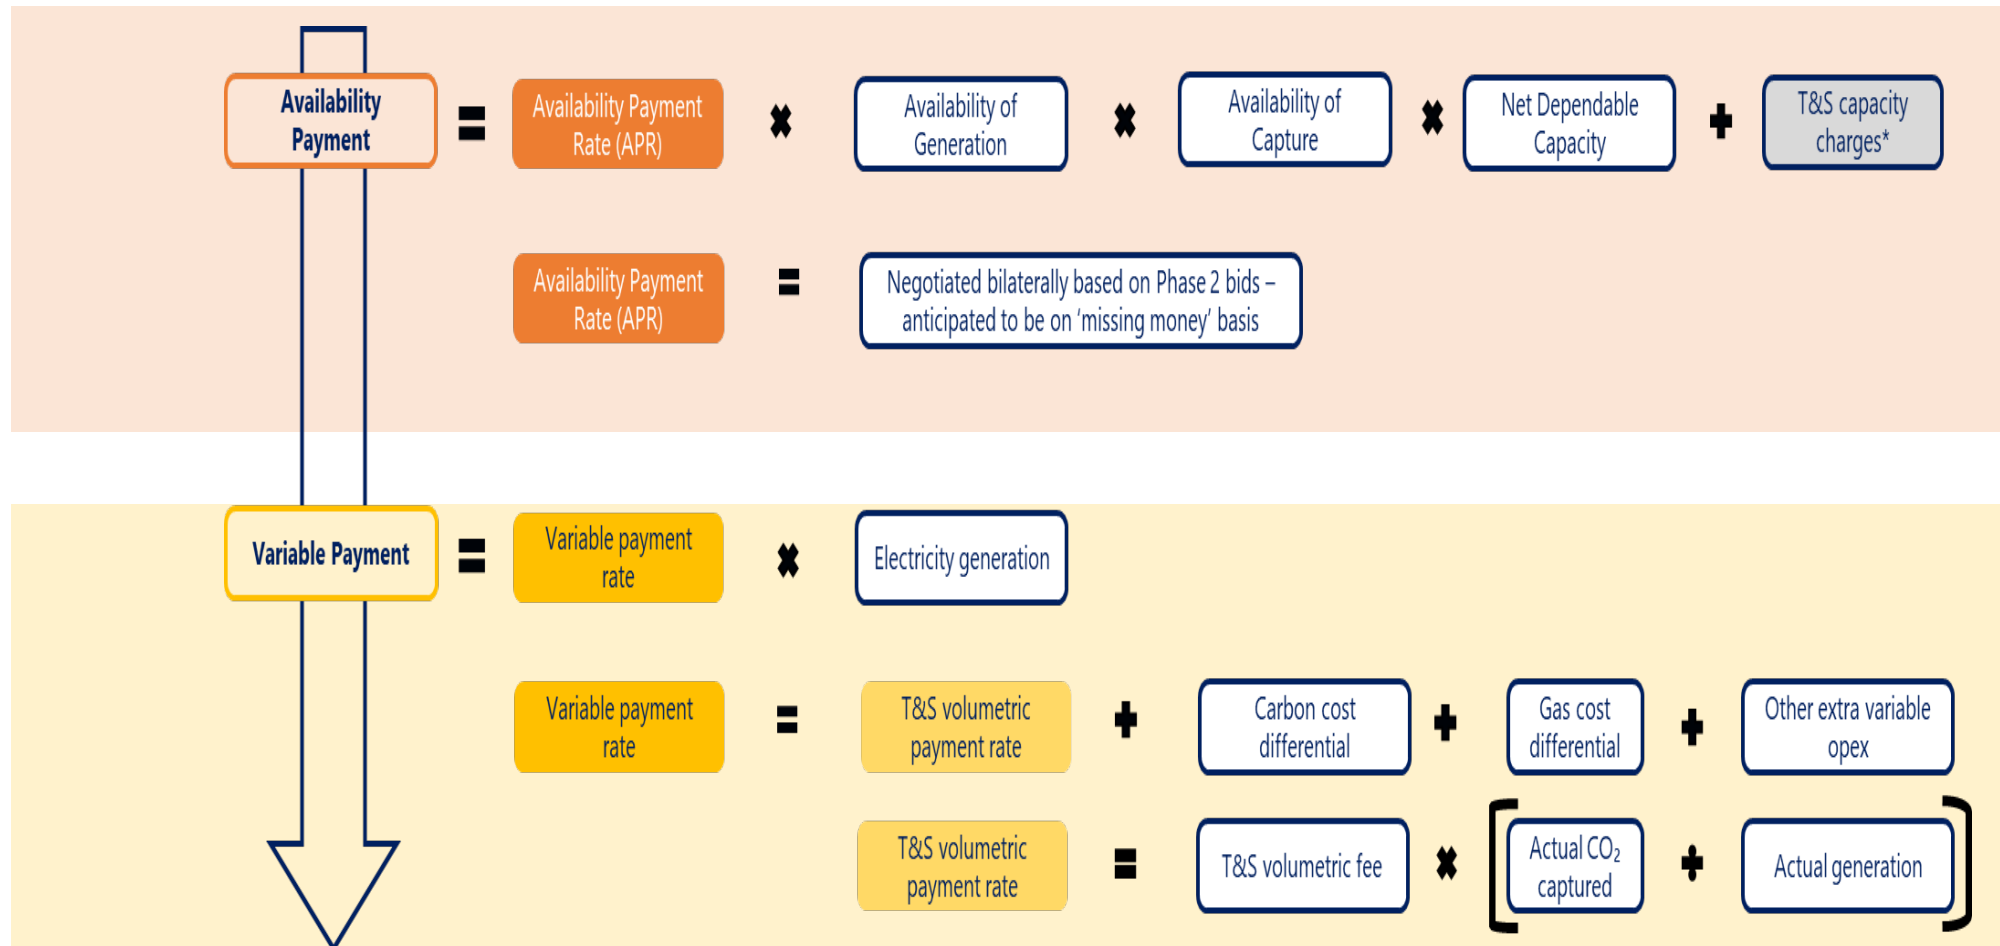 Availability
Payment
=
Availability Payment
Rate (APR)
×
Availability of
Generation
×
Availability of
Capture
×
Net Dependable
Capacity
+
T&S capacity
charges*
Availability Payment
Rate (APR)
=
Negotiated bilaterally based on Phase 2 bids –
anticipated to be on ‘missing money’ basis
Variable Payment
=
Variable payment
rate
×
Electricity generation
Variable payment
rate
=
T&S volumetric
payment rate
+
Carbon cost
differential
+
Gas cost
differential
+
Other extra variable
opex
T&S volumetric
payment rate
=
T&S volumetric fee
×
[
Actual CO₂
captured
÷
Actual generation
]